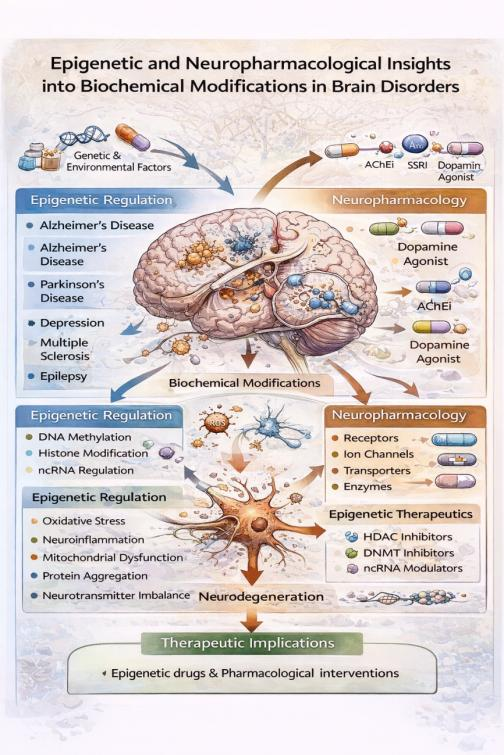 Epigenetic and Neuropharmacological Insights
into Biochemical Modifications in Brain Disorders
Genetic &
Environmental Factors
AChEi
SSRI
Dopamin
Agonist
Epigenetic Regulation
Alzheimer's Disease
Alzheimer's
Disease
Parkinson's
Disease
Depression
Multiple
Sclerosis
Epilepsy
Neuropharmacology
Dopamine
Agonist
AChEi
Dopamine
Agonist
Biochemical Modifications
Epigenetic Regulation
DNA Methylation
Histone Modification
ncRNA Regulation
ROS
Neuropharmacology
Receptors
Ion Channels
Transporters
Enzymes
Epigenetic Regulation
Oxidative Stress
Neuroinflammation
Mitochondrial Dysfunction
Protein Aggregation
Neurotransmitter Imbalance
Epigenetic Therapeutics
HDAC Inhibitors
DNMT Inhibitors
ncRNA Modulators
Neurodegeneration
Therapeutic Implications
Epigenetic drugs & Pharmacological interventions